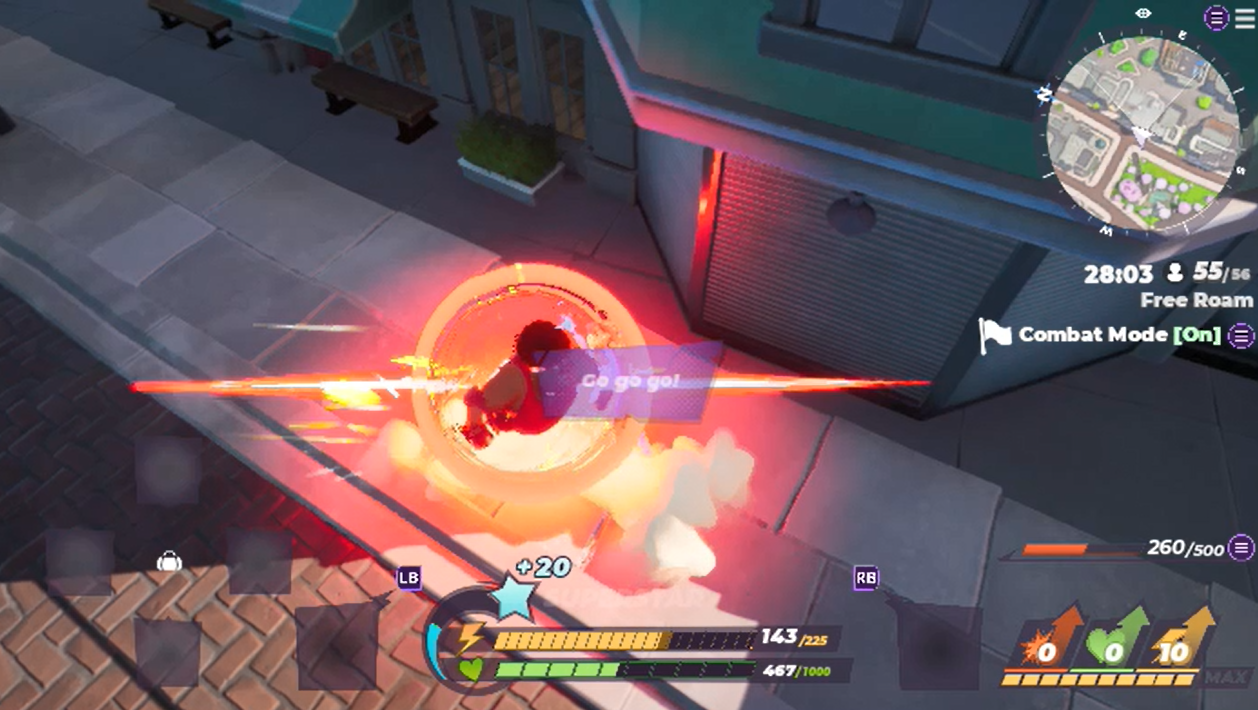 N
E
S
W
28:03 55/56
Free Roam
Combat Mode [On]
Go go go!
260/500
+20
LB
RB
SUPERSTAR
143/225
467/1000
0 0 10
MAX